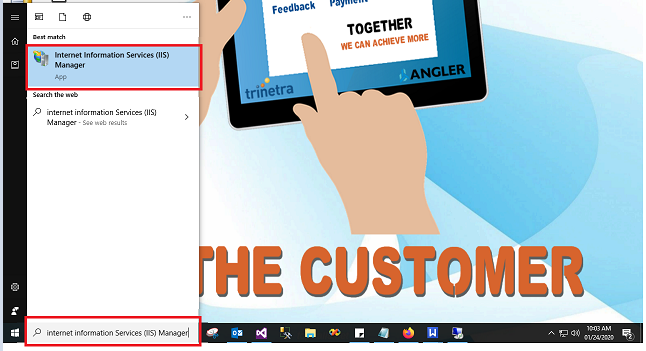 Best match
Internet Information Services (IIS)
Manager
App
Search the web
internet information Services (IIS)
Manager - See web results
internet information Services (IIS) Manager
Feedback Payment
TOGETHER
WE CAN ACHIEVE MORE
trinetra
ANGLER
THE CUSTOMER
10:03 AM
01/24/2020
2